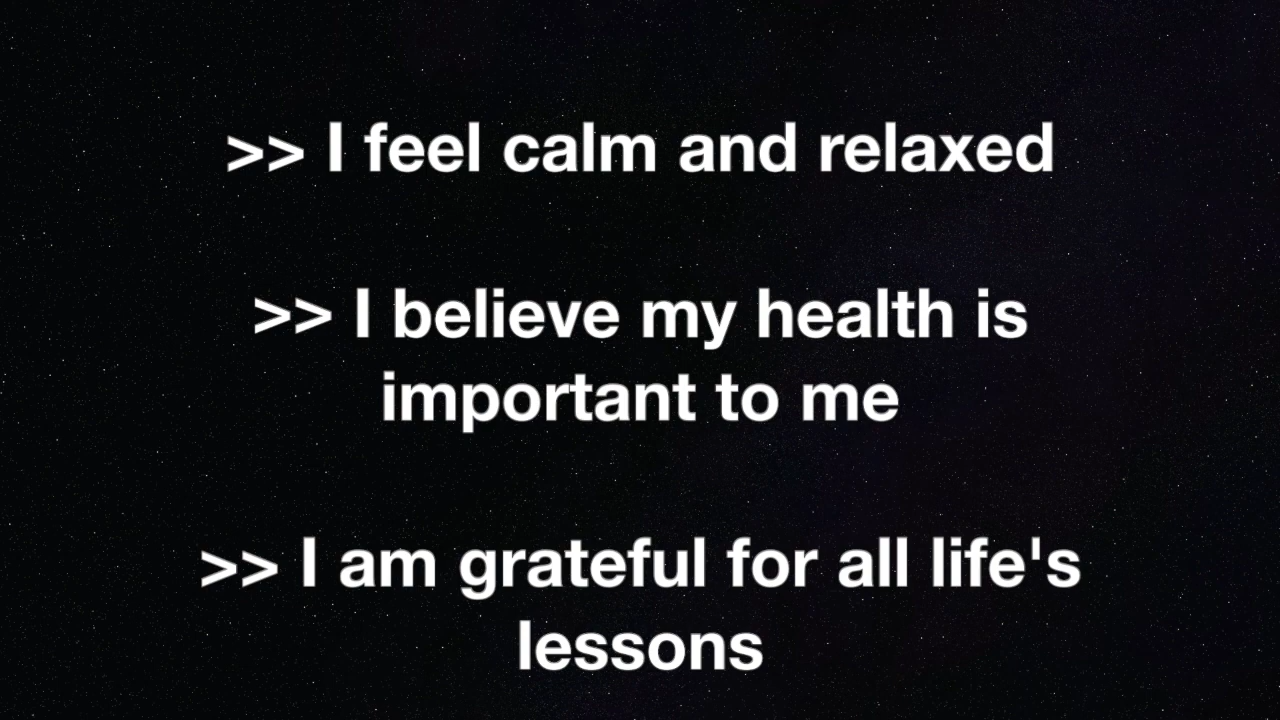 >> I feel calm and relaxed
>> I believe my health is
important to me
>> I am grateful for all life's
lessons